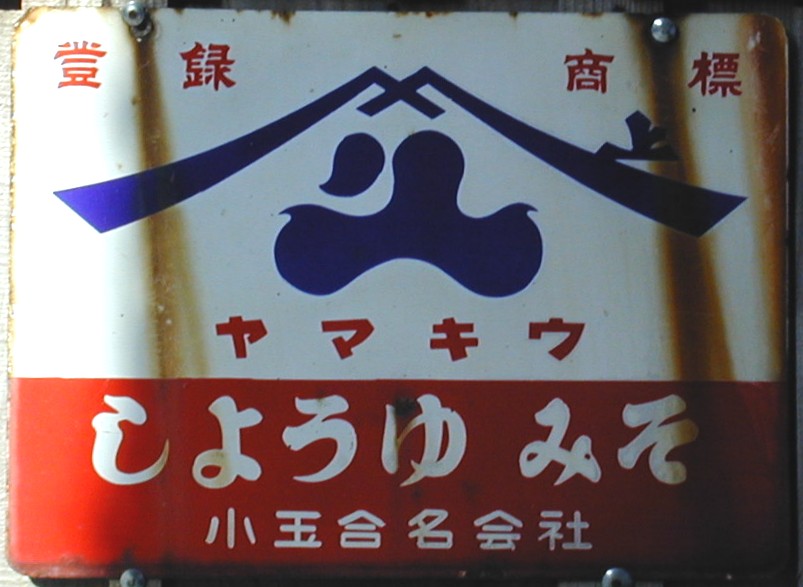 登録 商標
上
ヤマキウ
しようゆ みそ
小玉合名会社